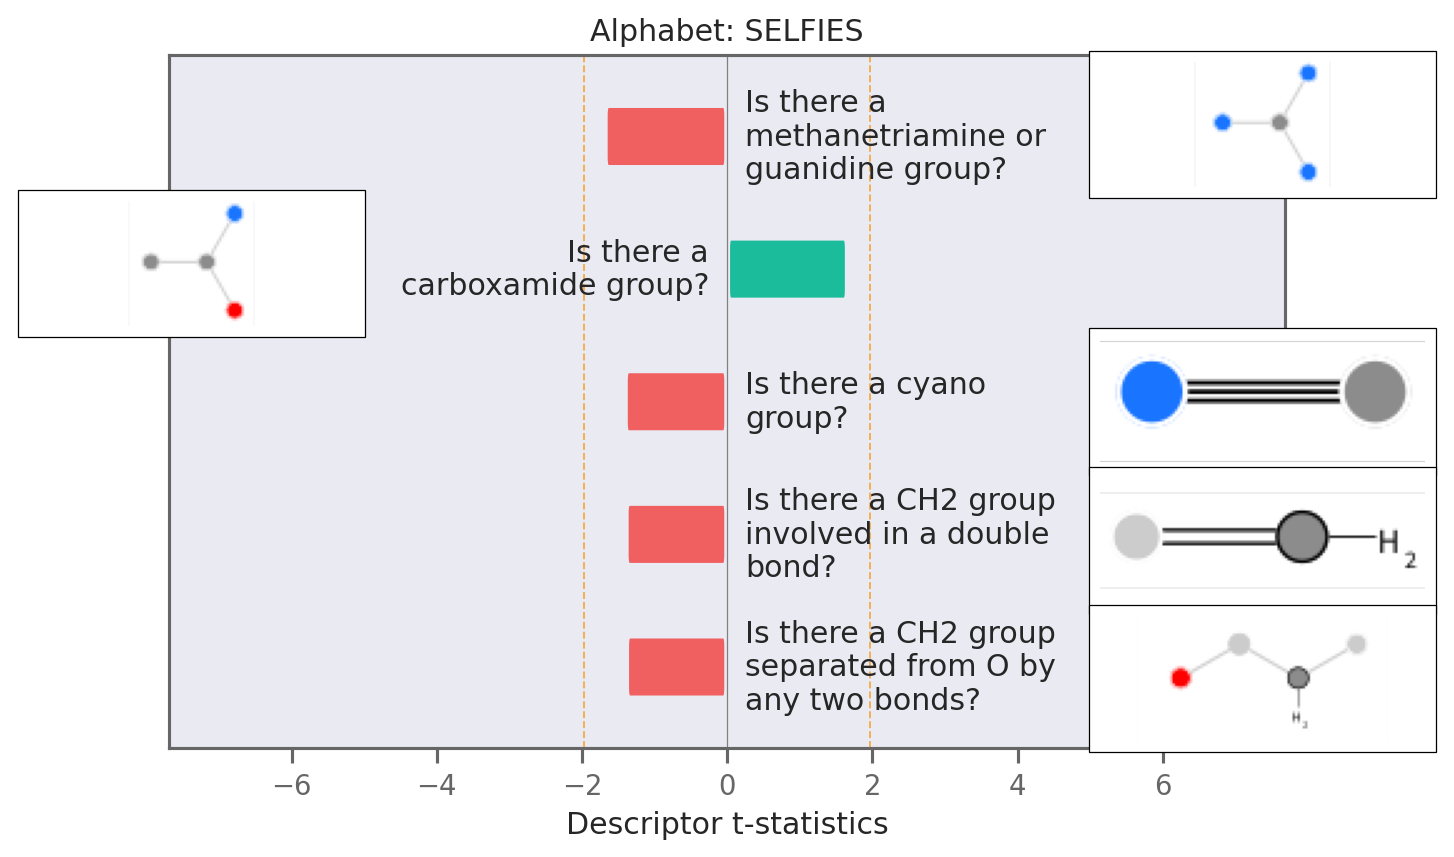 Alphabet: SELFIES
Is there a
methanetriamine or
guanidine group?
Is there a
carboxamide group?
Is there a cyano
group?
Is there a CH2 group
involved in a double
bond?
H2
Is there a CH2 group
separated from O by
any two bonds?
H2
−6 −4 −2 0 2 4 6
Descriptor t-statistics